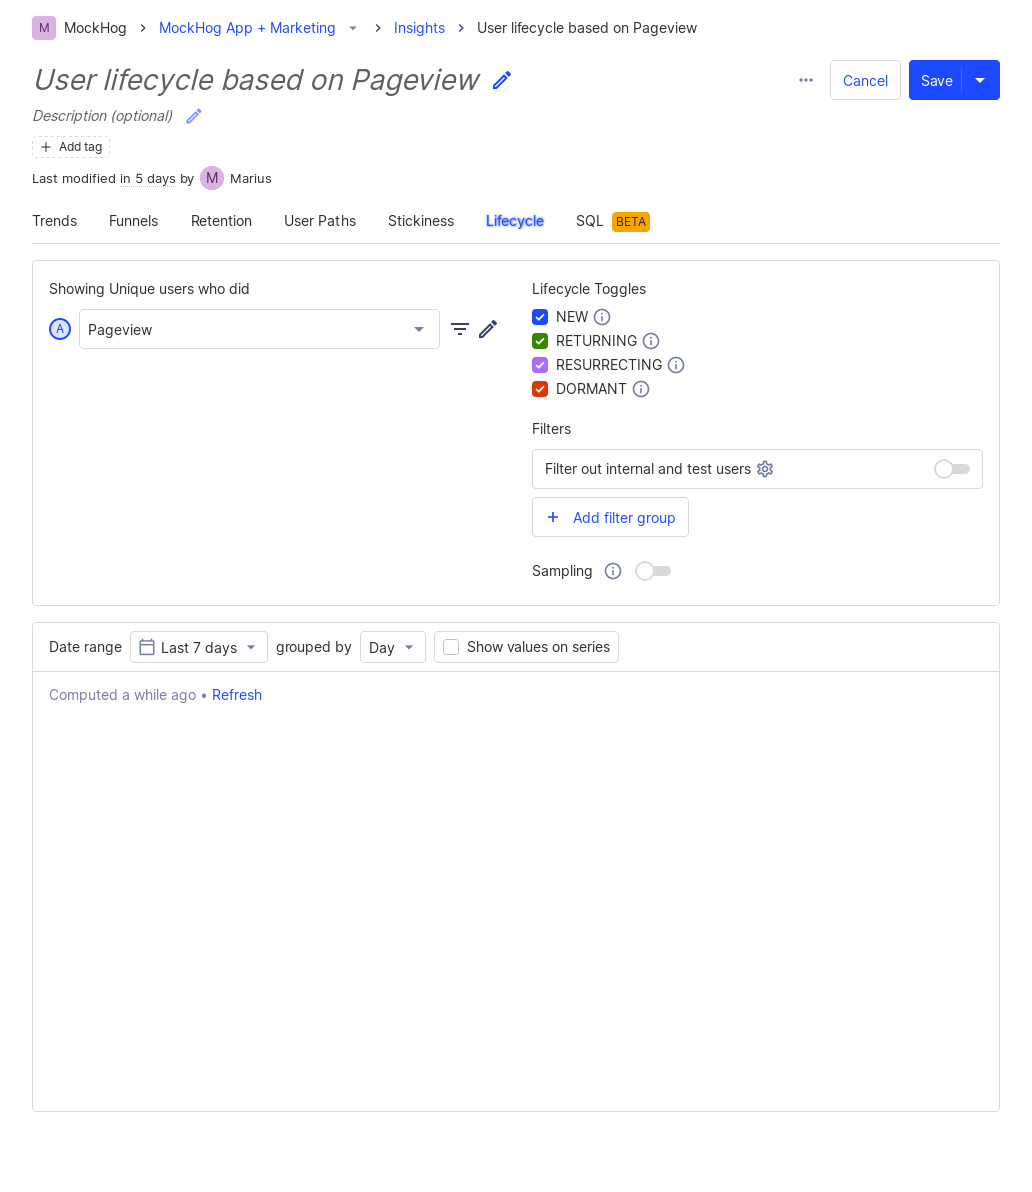 M MockHog MockHog App + Marketing Insights User lifecycle based on Pageview
User lifecycle based on Pageview
Cancel Save
Description (optional)
Add tag
Last modified in 5 days by M Marius
Trends Funnels Retention User Paths Stickiness Lifecycle SQL BETA
Showing Unique users who did
A Pageview
Lifecycle Toggles
NEW
RETURNING
RESURRECTING
DORMANT
Filters
Filter out internal and test users
Add filter group
Sampling
Date range Last 7 days grouped by Day Show values on series
Computed a while ago • Refresh